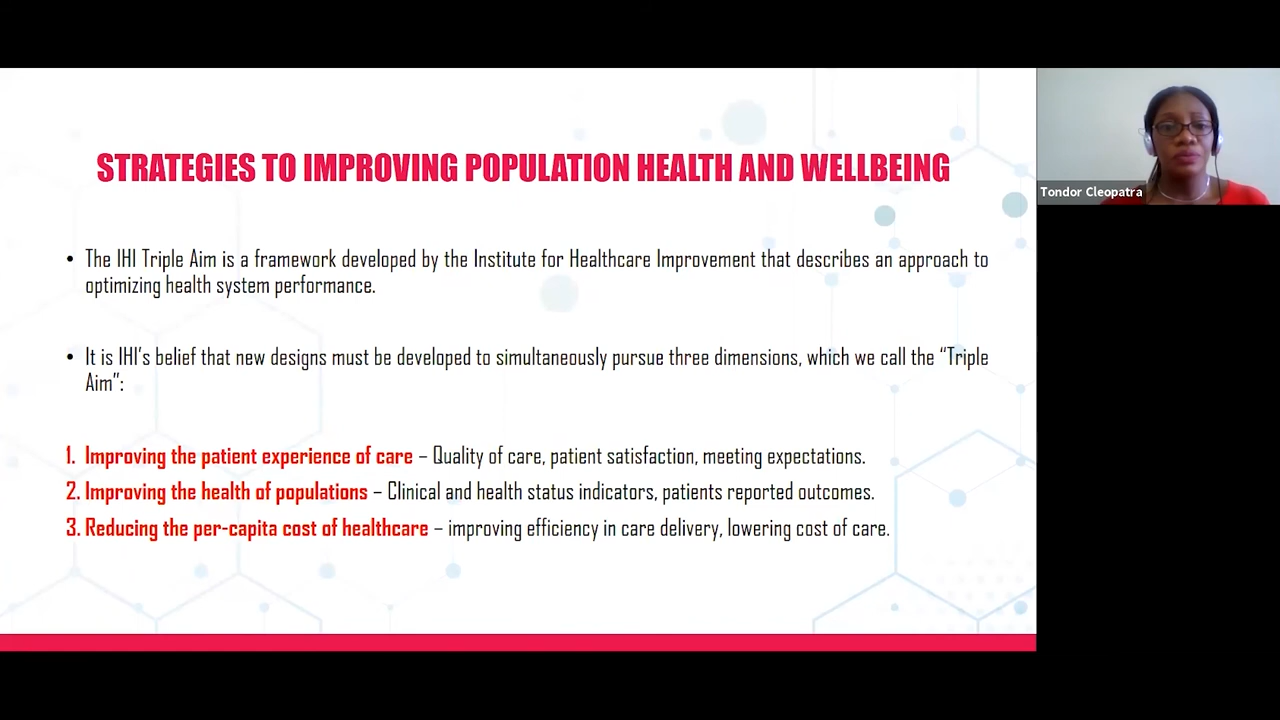 STRATEGIES TO IMPROVING POPULATION HEALTH AND WELLBEING
• The IHI Triple Aim is a framework developed by the Institute for Healthcare Improvement that describes an approach to
optimizing health system performance.
• It is IHI's belief that new designs must be developed to simultaneously pursue three dimensions, which we call the “Triple
Aim”:
1. Improving the patient experience of care – Quality of care, patient satisfaction, meeting expectations.
2. Improving the health of populations – Clinical and health status indicators, patients reported outcomes.
3. Reducing the per-capita cost of healthcare – improving efficiency in care delivery, lowering cost of care.
Tondor Cleopatra